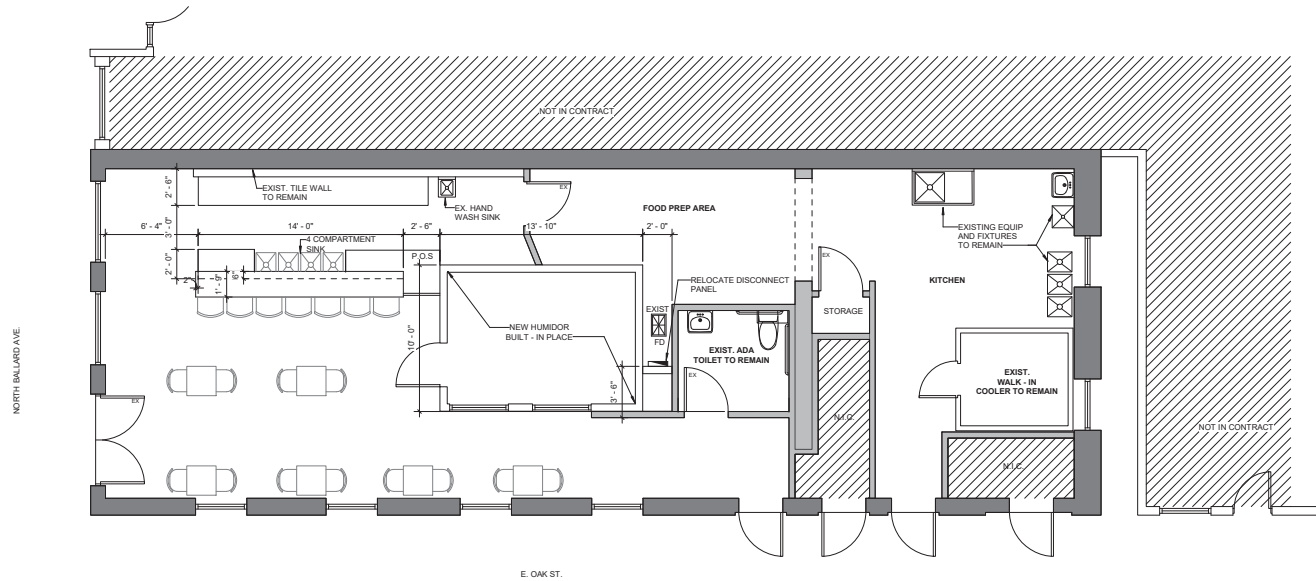 NOT IN CONTRACT
EXIST. TILE WALL
TO REMAIN
2' - 6"
EX. HAND
WASH SINK
EX
FOOD PREP AREA
EXISTING EQUIP
AND FIXTURES
TO REMAIN
6' - 4"
3' - 0"
14' - 0"
2' - 6"
13' - 10"
2' - 0"
4 COMPARTMENT
SINK
P.O.S
2' - 0"
2"
1' - 9"
6"
EX
RELOCATE DISCONNECT
PANEL
KITCHEN
STORAGE
EXIST
FD
NEW HUMIDOR
BUILT - IN PLACE
10' - 0"
EXIST. ADA
TOILET TO REMAIN
EX
3' - 6"
EXIST.
WALK - IN
COOLER TO REMAIN
NORTH BALLARD AVE.
EX
N.I.C.
NOT IN CONTRACT
N.I.C.
E. OAK ST.